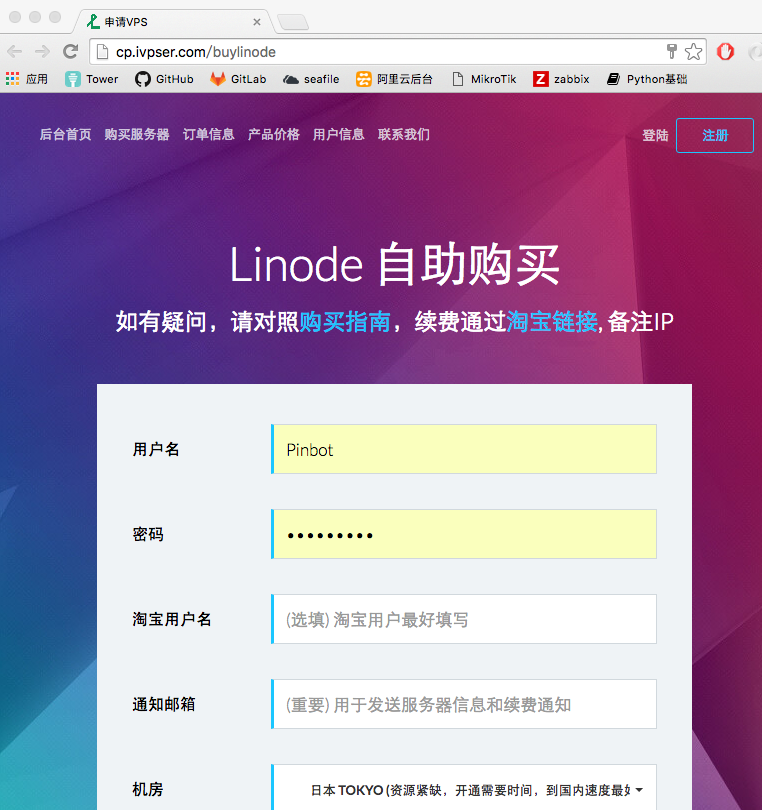 申请VPS
cp.ivpser.com/buylinode
应用 Tower GitHub GitLab seafile 阿里云后台 MikroTik zabbix Python基础
后台首页 购买服务器 订单信息 产品价格 用户信息 联系我们 登陆 注册
Linode 自助购买
如有疑问，请对照购买指南，续费通过淘宝链接, 备注IP
用户名 Pinbot
密码 •••••••••
淘宝用户名 (选填) 淘宝用户最好填写
通知邮箱 (重要) 用于发送服务器信息和续费通知
机房 日本 TOKYO (资源紧缺，开通需要时间，到国内速度最